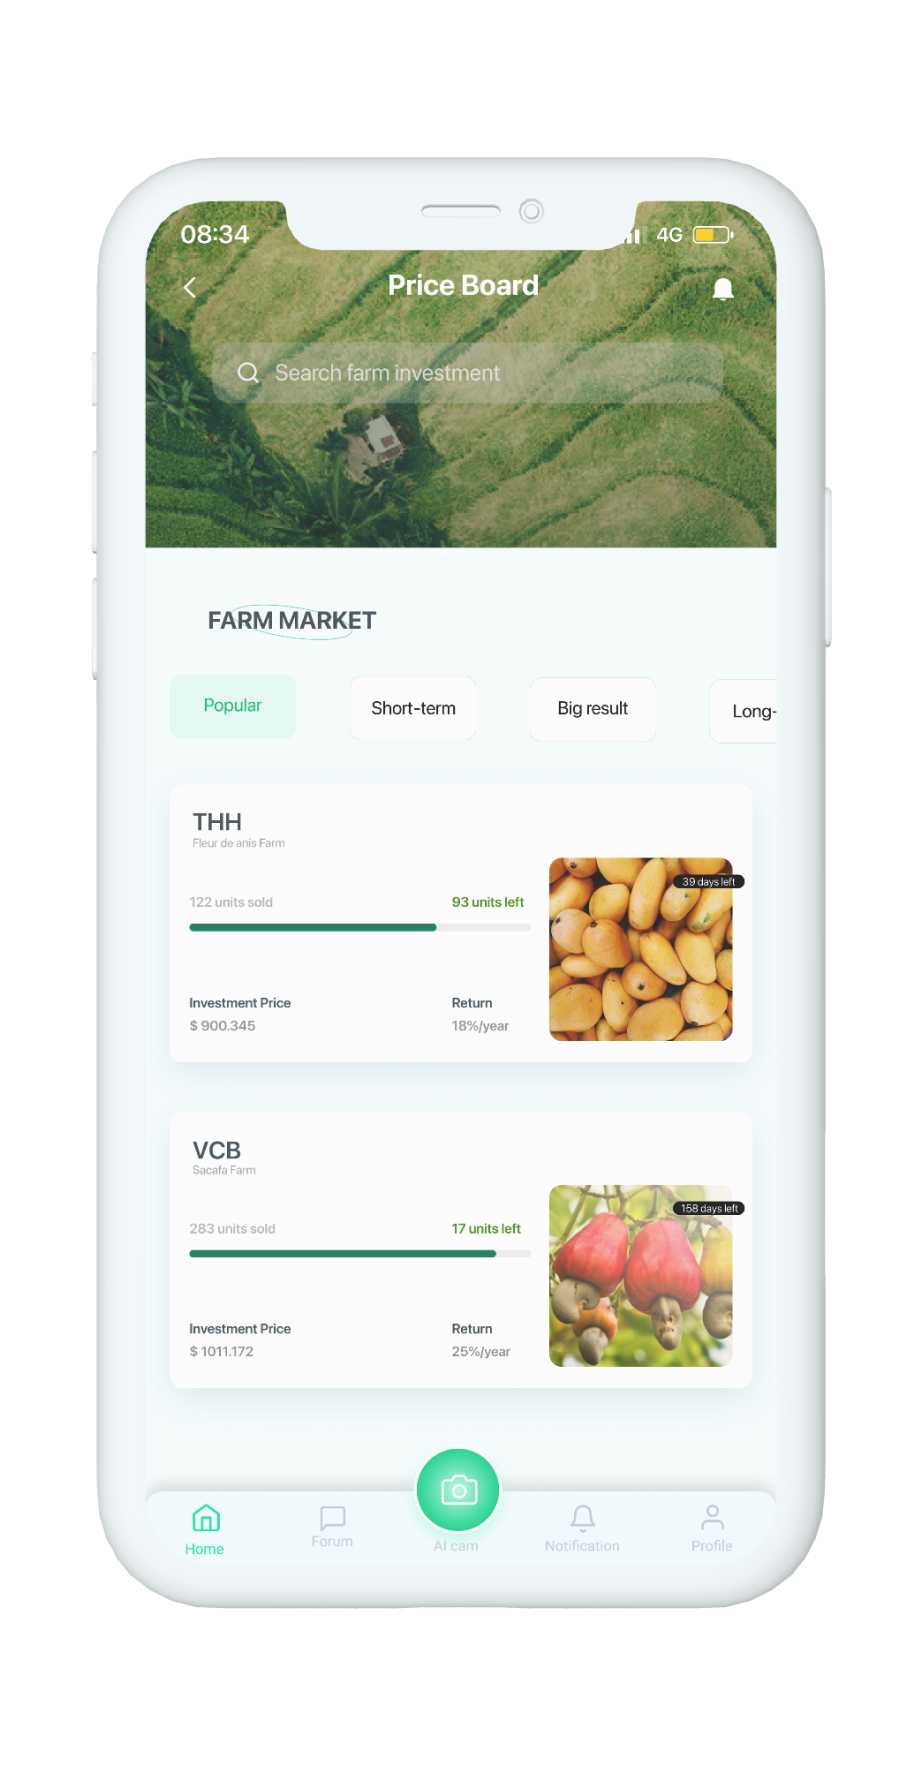 08:34 4G
Price Board
Search farm investment
FARM MARKET
Popular Short-term Big result Long-
THH
Fleur de anis Farm
39 days left
122 units sold 93 units left
Investment Price Return
$ 900.345 18%/year
VCB
Sacafa Farm
158 days left
283 units sold 17 units left
Investment Price Return
$ 1011.172 25%/year
Home Forum AI cam Notification Profile